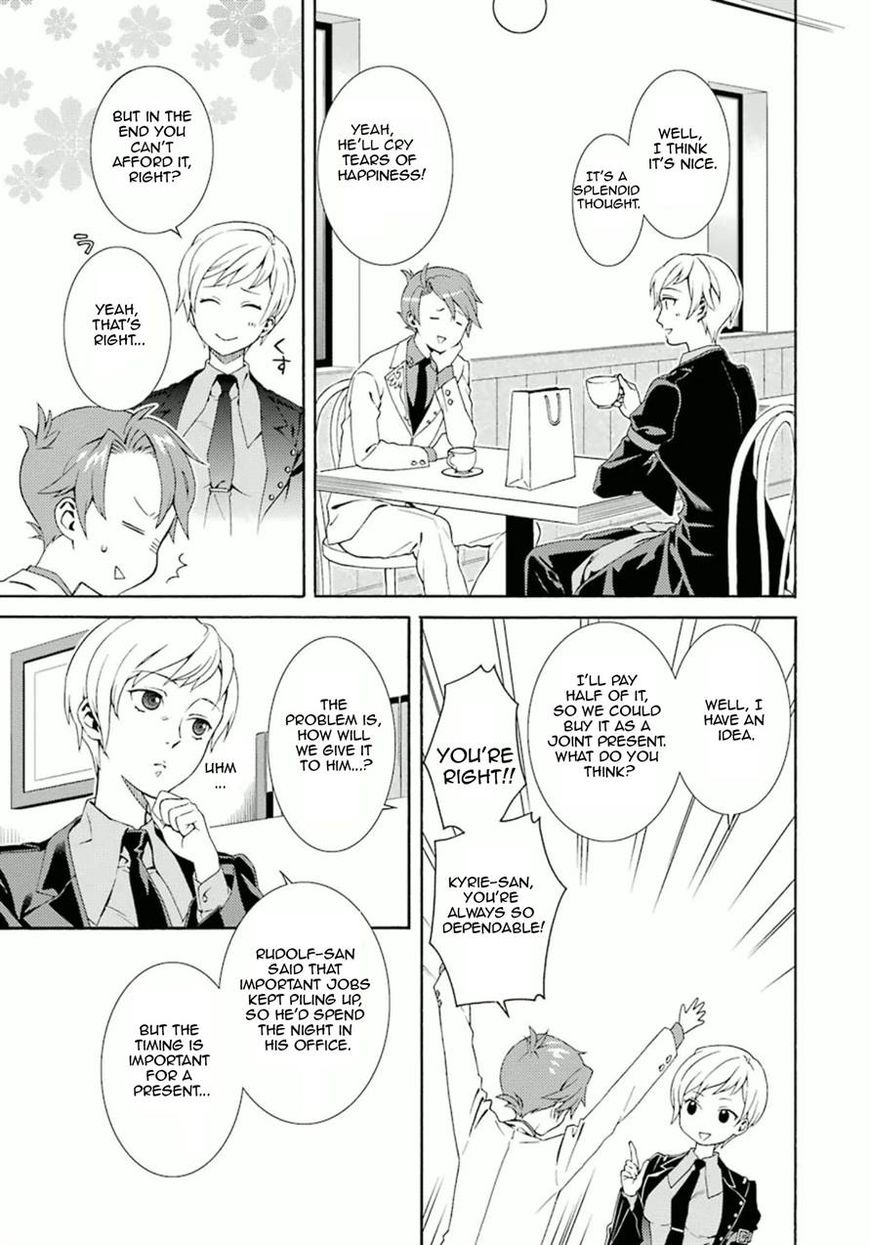 WELL,
I THINK
IT'S NICE.
IT'S A
SPLENDID
THOUGHT.
YEAH,
HE'LL CRY
TEARS OF
HAPPINESS!
BUT IN THE
END YOU
CAN'T
AFFORD IT,
RIGHT?
くす
う
YEAH,
THAT'S
RIGHT...
WELL, I
HAVE AN
IDEA.
I'LL PAY
HALF OF IT,
SO WE COULD
BUY IT AS A
JOINT PRESENT.
WHAT DO YOU
THINK?
YOU'RE
RIGHT!!
KYRIE-SAN,
YOU'RE
ALWAYS SO
DEPENDABLE!
THE
PROBLEM IS,
HOW WILL
WE GIVE IT
TO HIM...?
UHM
...
RUDOLF-SAN
SAID THAT
IMPORTANT JOBS
KEPT PILING UP,
SO HE'D SPEND
THE NIGHT IN
HIS OFFICE.
BUT THE
TIMING IS
IMPORTANT
FOR A
PRESENT...